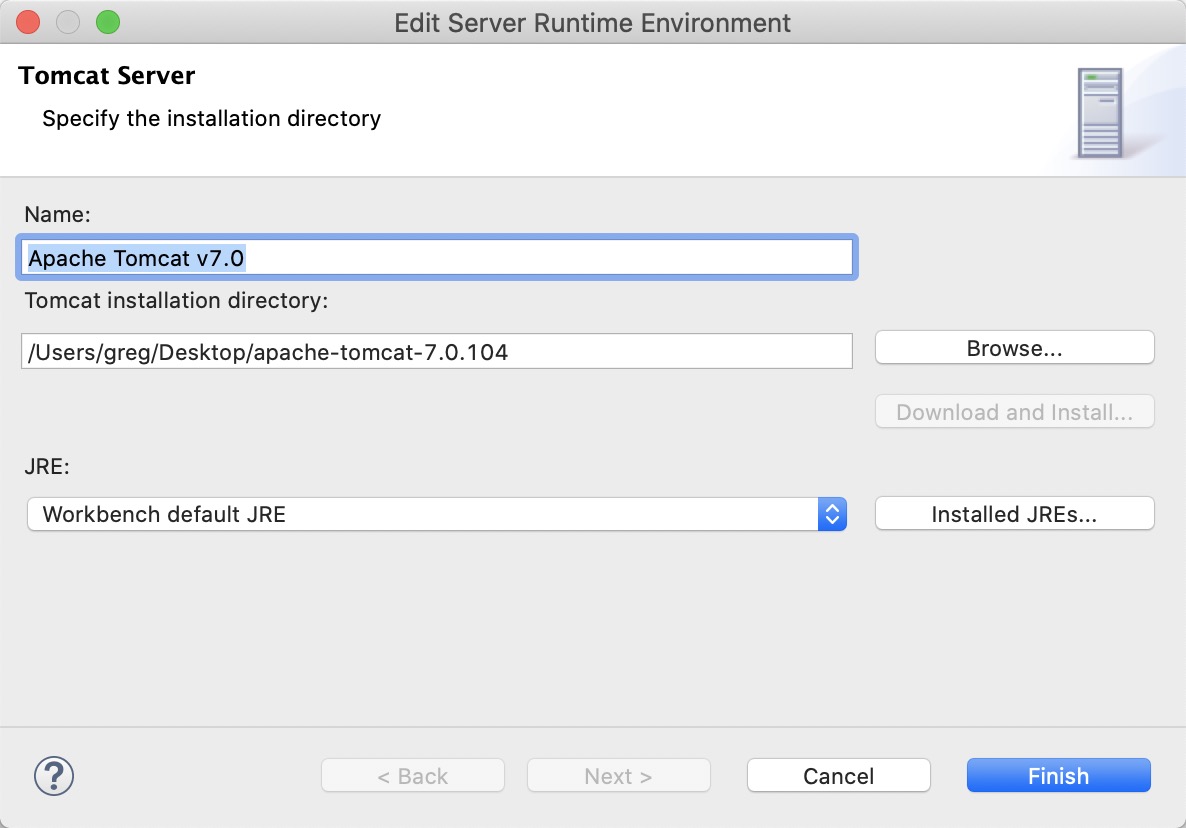 Edit Server Runtime Environment
Tomcat Server
Specify the installation directory
Name:
Apache Tomcat v7.0
Tomcat installation directory:
/Users/greg/Desktop/apache-tomcat-7.0.104
Browse...
Download and Install...
JRE:
Workbench default JRE
Installed JREs...
?
< Back
Next >
Cancel
Finish